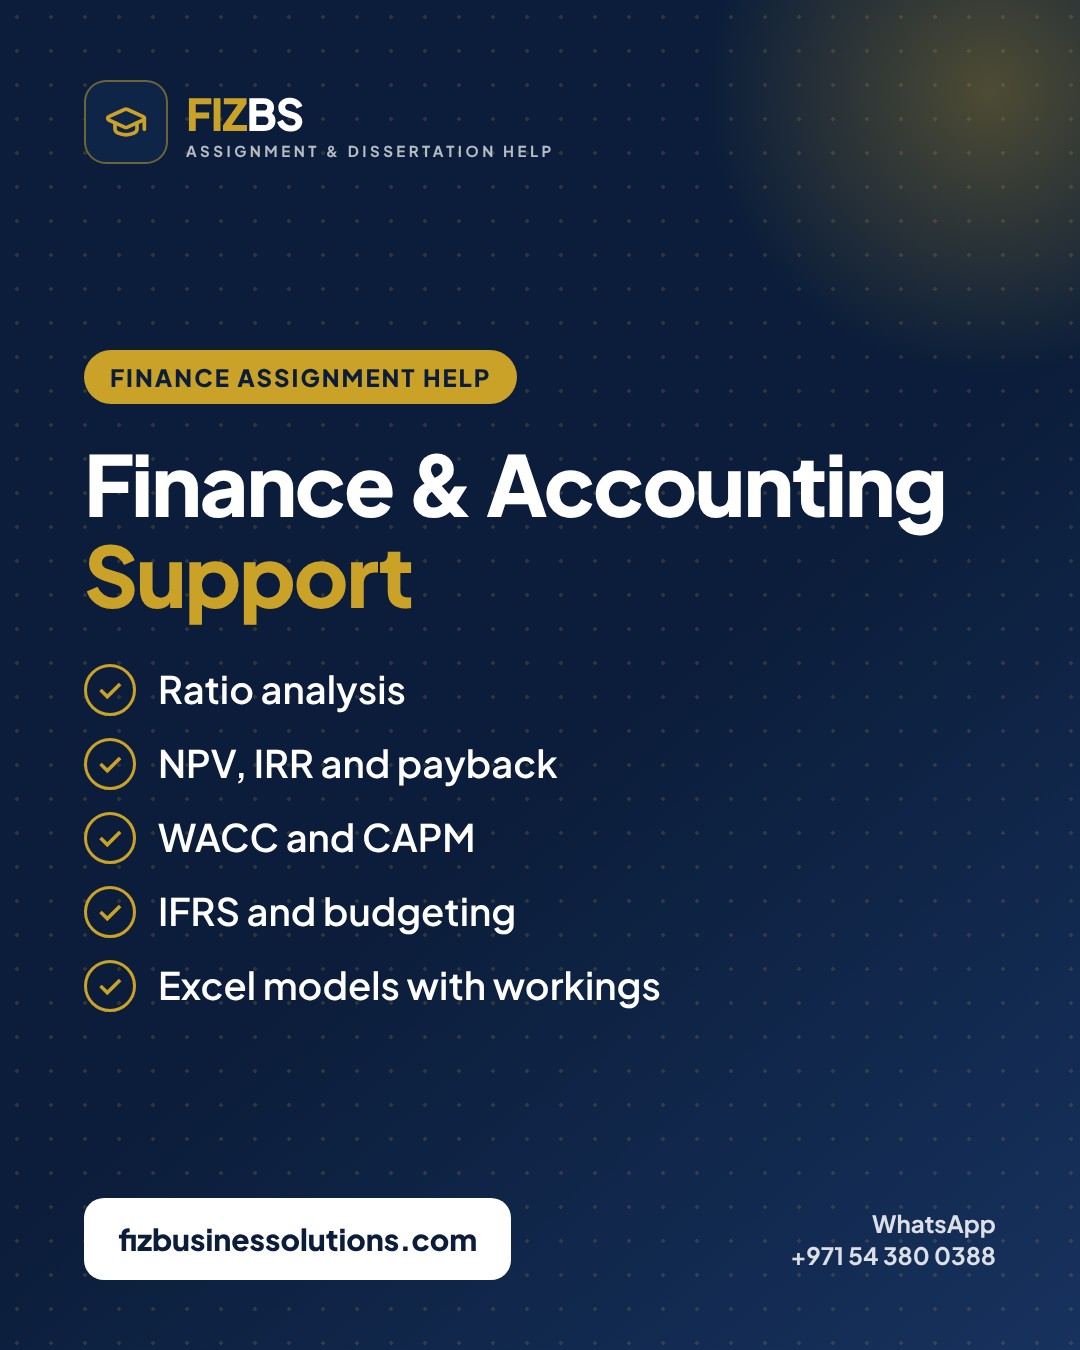 FIZBS
ASSIGNMENT & DISSERTATION HELP
FINANCE ASSIGNMENT HELP
Finance & Accounting
Support
Ratio analysis
NPV, IRR and payback
WACC and CAPM
IFRS and budgeting
Excel models with workings
fizbusinessolutions.com
WhatsApp
+971 54 380 0388